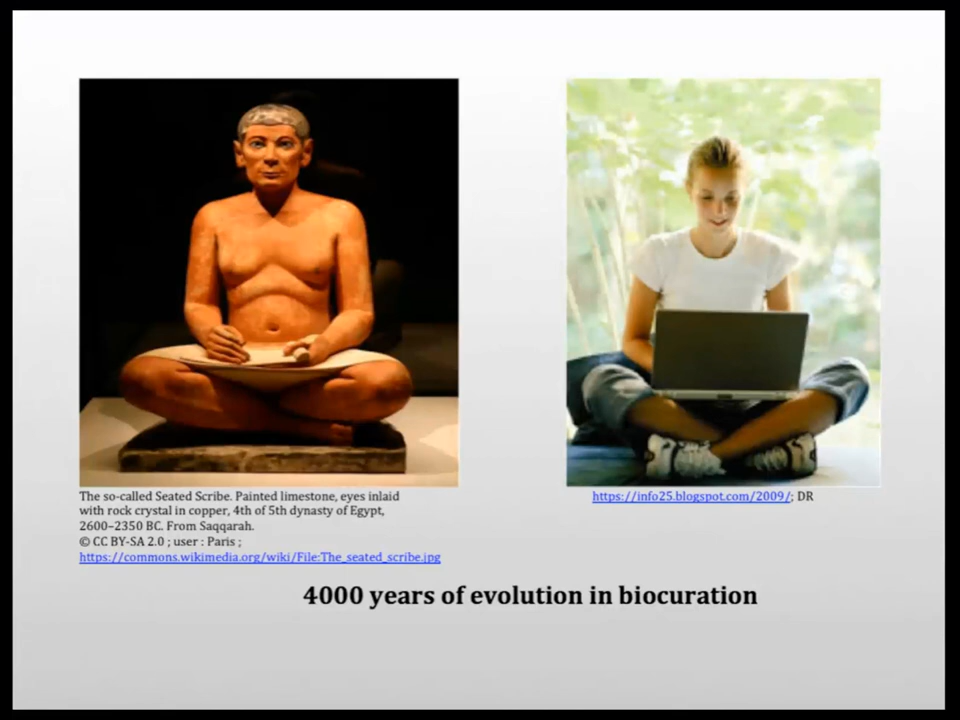 The so-called Seated Scribe. Painted limestone, eyes inlaid
with rock crystal in copper, 4th of 5th dynasty of Egypt,
2600–2350 BC. From Saqqarah.
© CC BY-SA 2.0 ; user : Paris ;
https://commons.wikimedia.org/wiki/File:The_seated_scribe.jpg
https://info25.blogspot.com/2009/; DR
4000 years of evolution in biocuration